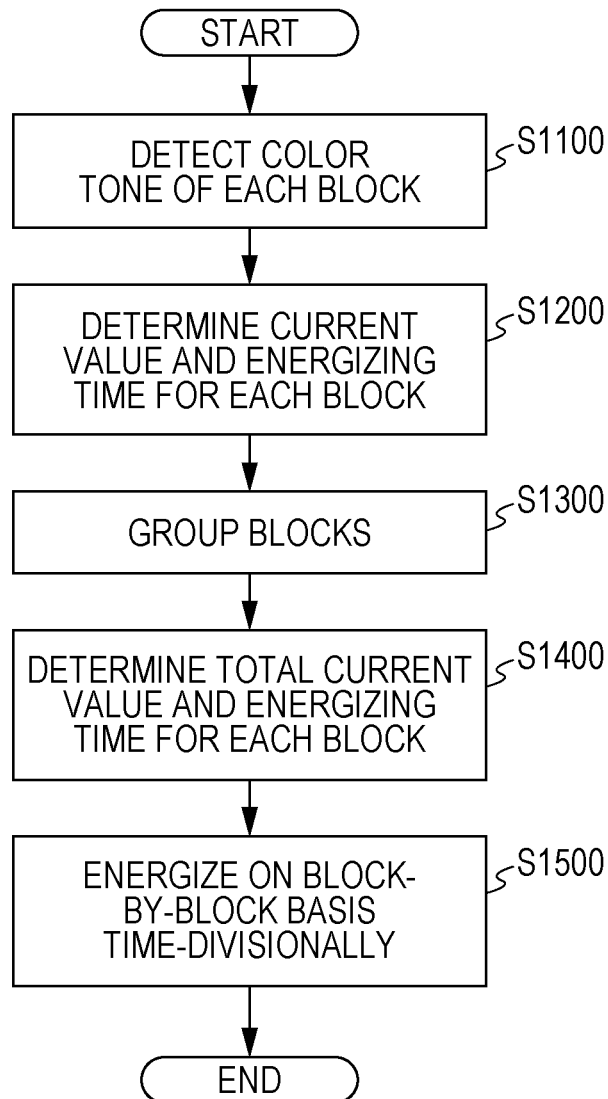 START
DETECT COLOR
TONE OF EACH BLOCK
S1100
DETERMINE CURRENT
VALUE AND ENERGIZING
TIME FOR EACH BLOCK
S1200
GROUP BLOCKS
S1300
DETERMINE TOTAL CURRENT
VALUE AND ENERGIZING
TIME FOR EACH BLOCK
S1400
ENERGIZE ON BLOCK-
BY-BLOCK BASIS
TIME-DIVISIONALLY
S1500
END